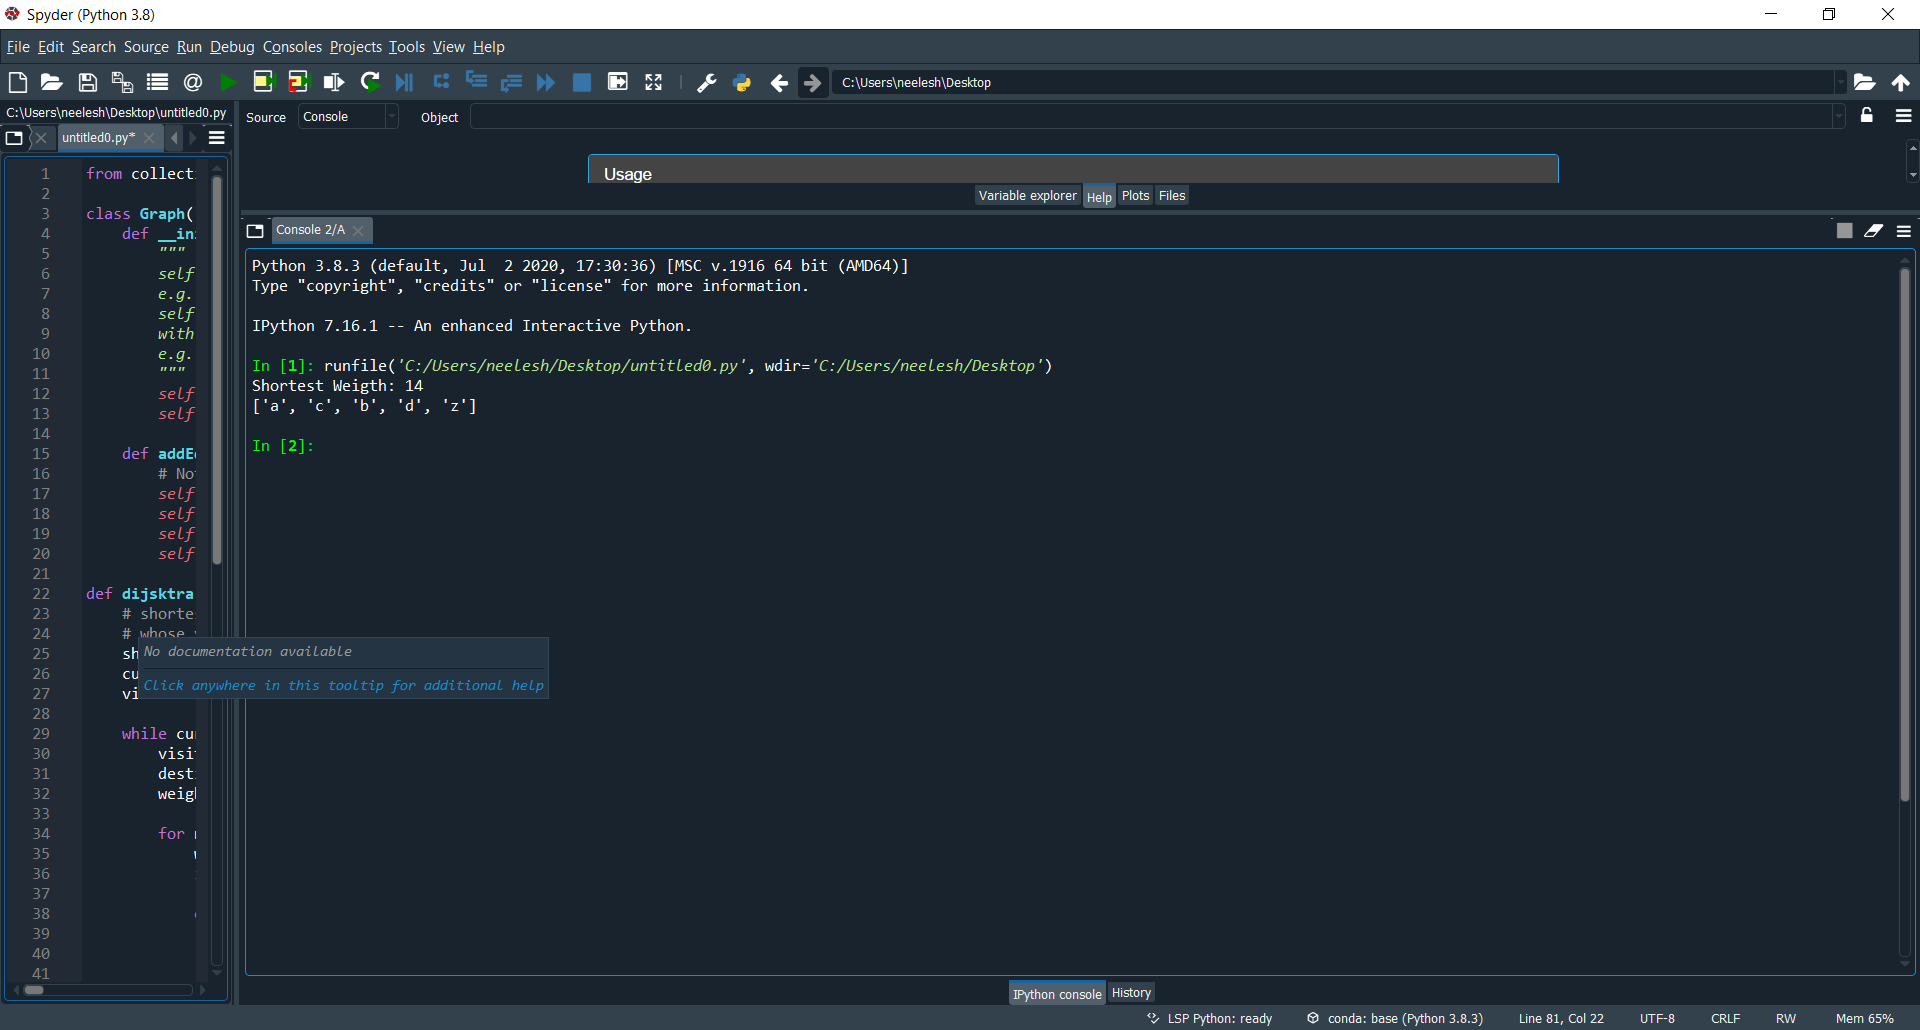 Spyder (Python 3.8)
File Edit Search Source Run Debug Consoles Projects Tools View Help
C:\Users\neelesh\Desktop
C:\Users\neelesh\Desktop\untitled0.py
Source Console Object
untitled0.py*
Usage
Variable explorer Help Plots Files
1 from collect
2
3 class Graph(
4 def __in
5 """
6 self
7 e.g.
8 self
9 with
10 e.g.
11 """
12 self
13 self
14
15 def addE
16 # No
17 self
18 self
19 self
20 self
21
22 def dijsktra
23 # shorte
24 # whose
25 sh
26 cu
27 vi
28
29 while cu
30 visi
31 dest
32 weig
33
34 for
35
36
37
38
39
40
41
No documentation available
Click anywhere in this tooltip for additional help
Console 2/A
Python 3.8.3 (default, Jul  2 2020, 17:30:36) [MSC v.1916 64 bit (AMD64)]
Type "copyright", "credits" or "license" for more information.
IPython 7.16.1 -- An enhanced Interactive Python.
In [1]: runfile('C:/Users/neelesh/Desktop/untitled0.py', wdir='C:/Users/neelesh/Desktop')
Shortest Weigth: 14
['a', 'c', 'b', 'd', 'z']
In [2]:
IPython console History
LSP Python: ready conda: base (Python 3.8.3) Line 81, Col 22 UTF-8 CRLF RW Mem 65%